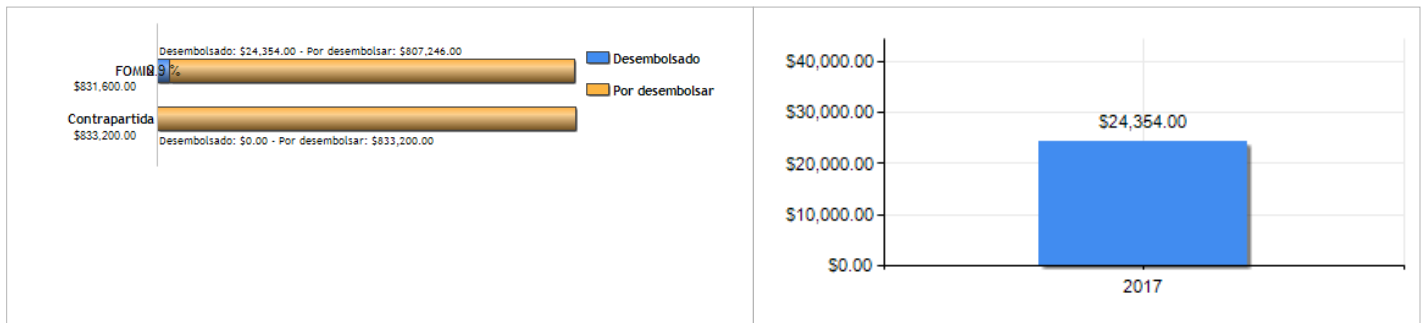 Desembolsado: $24,354.00 - Por desembolsar: $807,246.00
FOMIN 2.9 %
$831,600.00
Contrapartida
$833,200.00
Desembolsado: $0.00 - Por desembolsar: $833,200.00
Desembolsado
Por desembolsar
$40,000.00
$30,000.00
$24,354.00
$20,000.00
$10,000.00
$0.00
2017